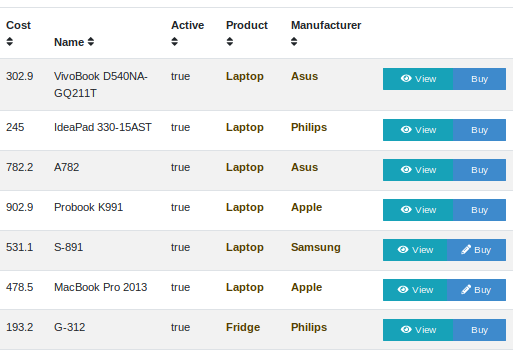 Cost Name Active Product Manufacturer
302.9 VivoBook D540NA-GQ211T true Laptop Asus View Buy
245 IdeaPad 330-15AST true Laptop Philips View Buy
782.2 A782 true Laptop Asus View Buy
902.9 Probook K991 true Laptop Apple View Buy
531.1 S-891 true Laptop Samsung View Buy
478.5 MacBook Pro 2013 true Laptop Apple View Buy
193.2 G-312 true Fridge Philips View Buy